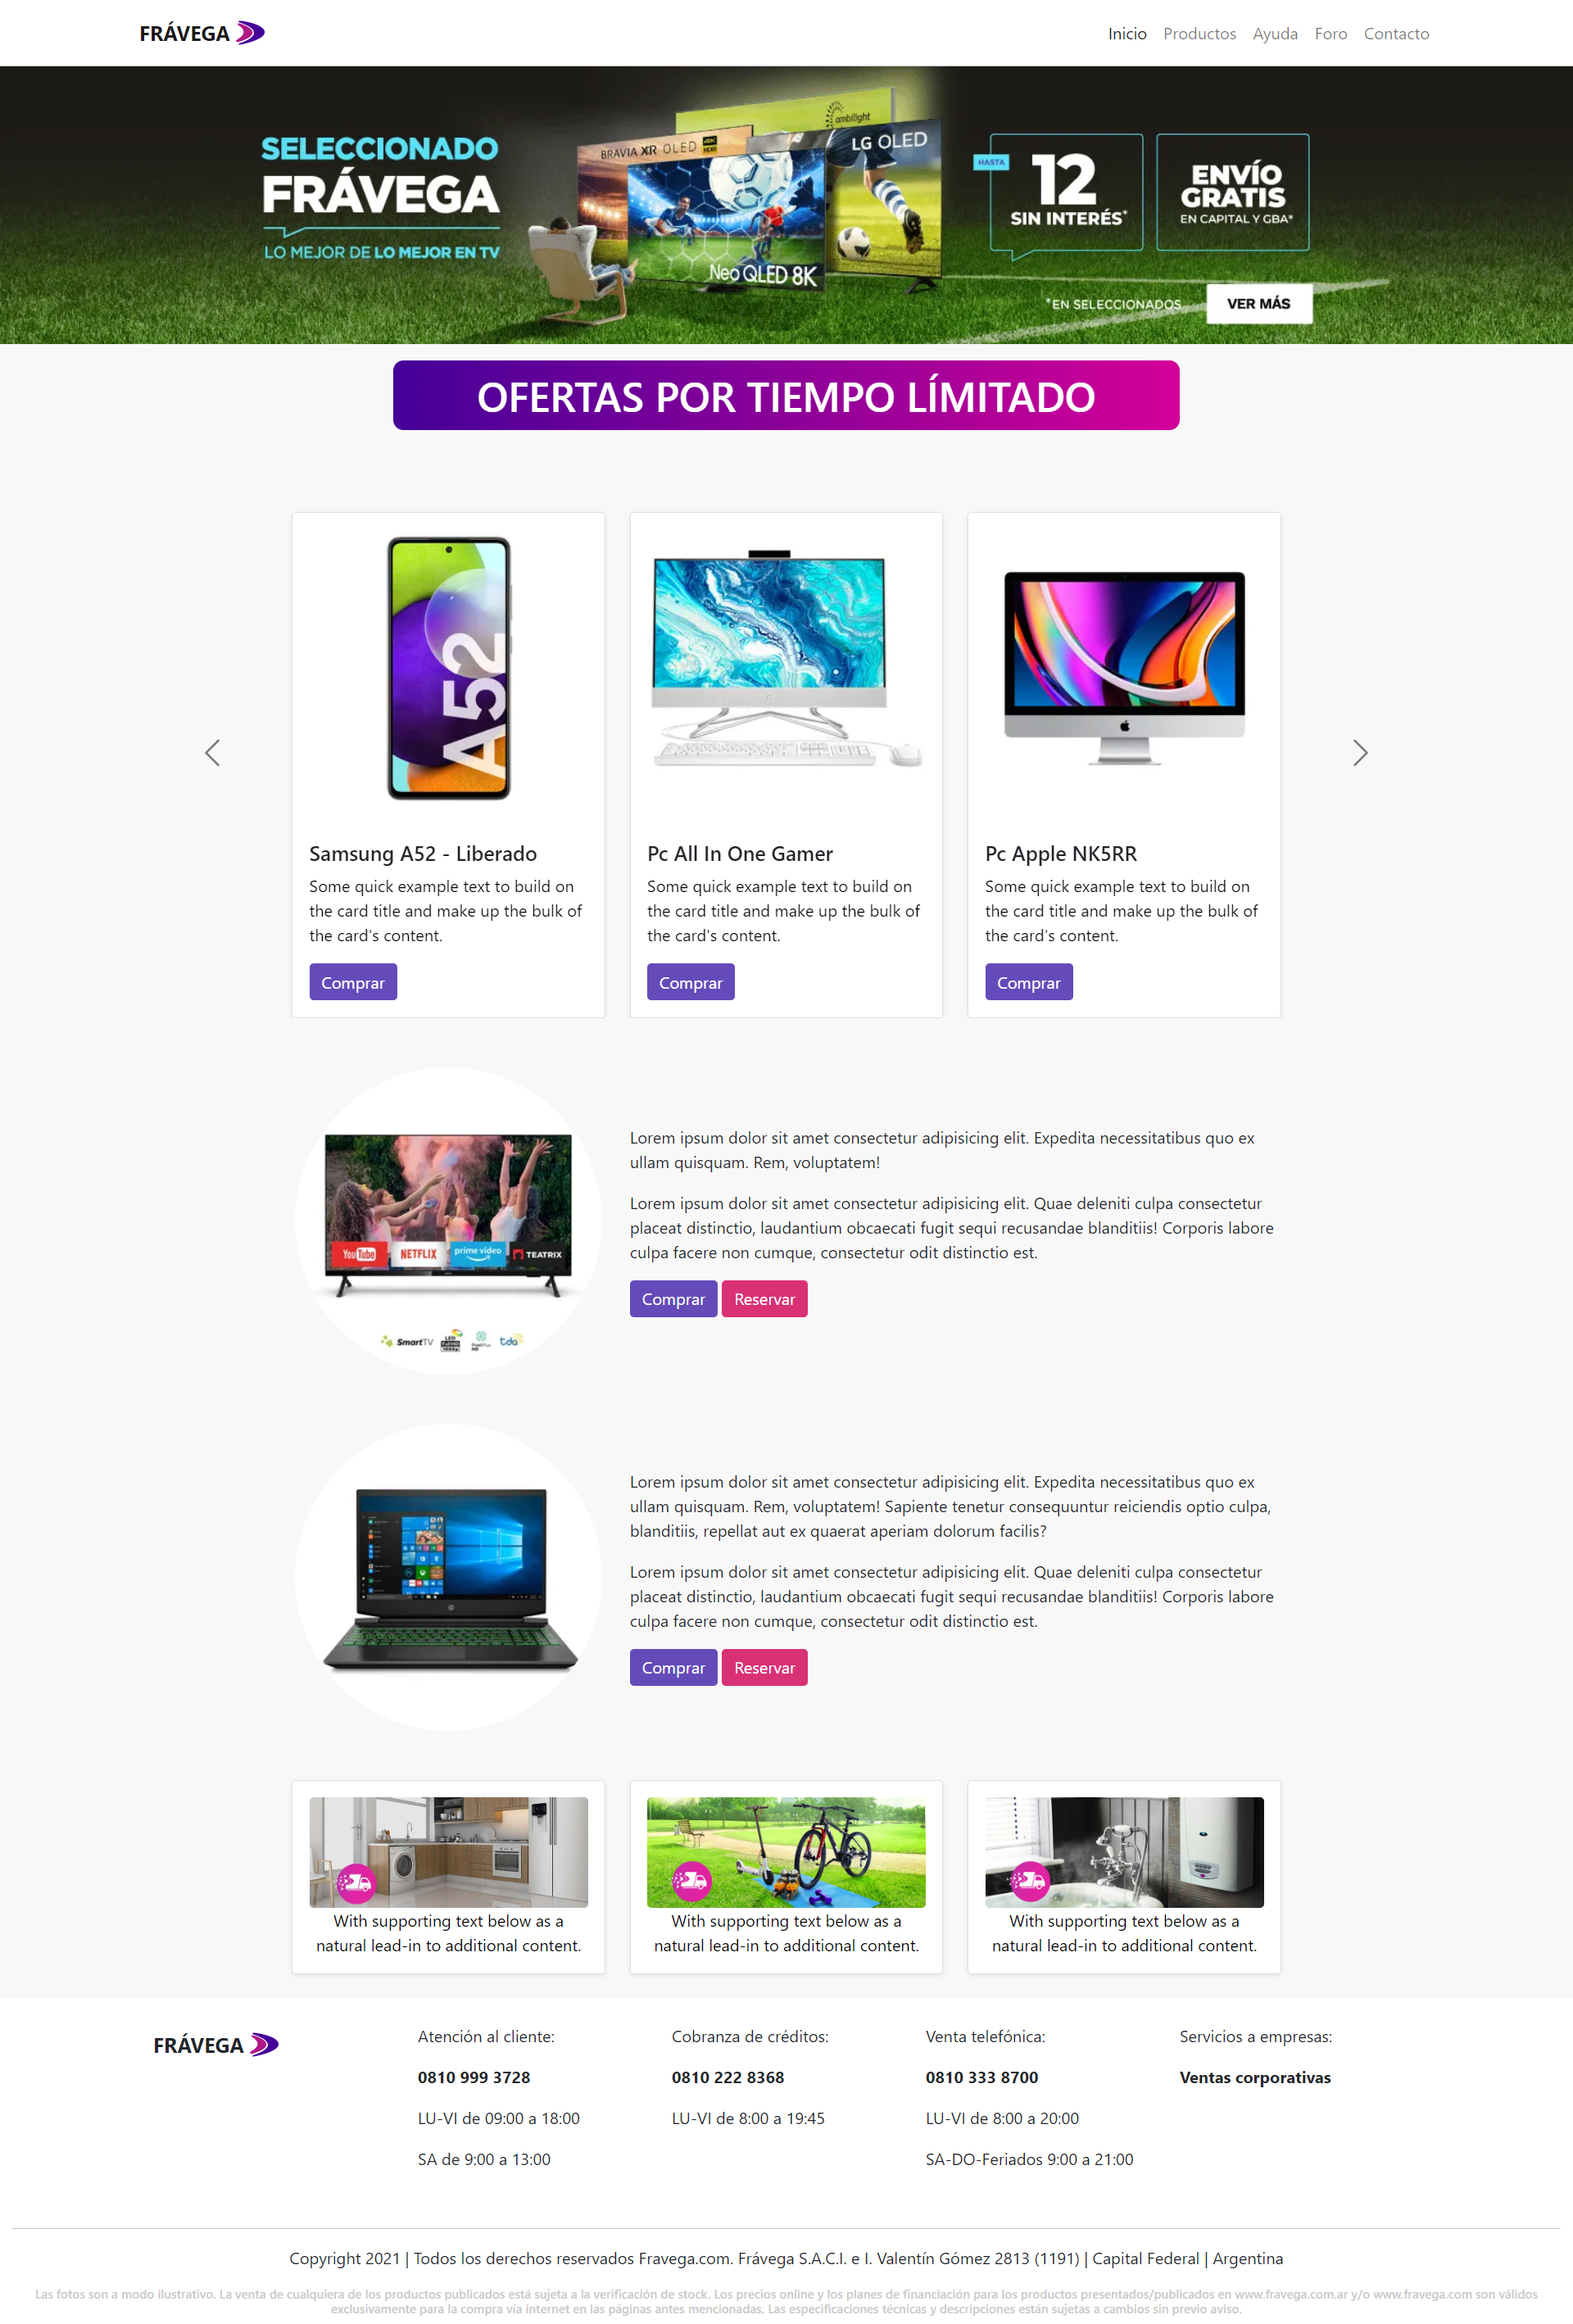 FRÁVEGA
Inicio Productos Ayuda Foro Contacto
SELECCIONADO
FRÁVEGA
LO MEJOR DE LO MEJOR EN TV
BRAVIA XR OLED 4K HDR
ambilight
LG OLED
Neo QLED 8K
HASTA
12
SIN INTERÉS*
ENVÍO
GRATIS
EN CAPITAL Y GBA*
*EN SELECCIONADOS
VER MÁS
OFERTAS POR TIEMPO LÍMITADO
A52
Samsung A52 - Liberado
Some quick example text to build on
the card title and make up the bulk of
the card's content.
Comprar
Pc All In One Gamer
Some quick example text to build on
the card title and make up the bulk of
the card's content.
Comprar
Pc Apple NK5RR
Some quick example text to build on
the card title and make up the bulk of
the card's content.
Comprar
YouTube NETFLIX prime video TEATRIX
SmartTV tda
Lorem ipsum dolor sit amet consectetur adipisicing elit. Expedita necessitatibus quo ex
ullam quisquam. Rem, voluptatem!
Lorem ipsum dolor sit amet consectetur adipisicing elit. Quae deleniti culpa consectetur
placeat distinctio, laudantium obcaecati fugit sequi recusandae blanditiis! Corporis labore
culpa facere non cumque, consectetur odit distinctio est.
Comprar Reservar
Lorem ipsum dolor sit amet consectetur adipisicing elit. Expedita necessitatibus quo ex
ullam quisquam. Rem, voluptatem! Sapiente tenetur consequuntur reiciendis optio culpa,
blanditiis, repellat aut ex quaerat aperiam dolorum facilis?
Lorem ipsum dolor sit amet consectetur adipisicing elit. Quae deleniti culpa consectetur
placeat distinctio, laudantium obcaecati fugit sequi recusandae blanditiis! Corporis labore
culpa facere non cumque, consectetur odit distinctio est.
Comprar Reservar
With supporting text below as a
natural lead-in to additional content.
With supporting text below as a
natural lead-in to additional content.
With supporting text below as a
natural lead-in to additional content.
FRÁVEGA
Atención al cliente:
0810 999 3728
LU-VI de 09:00 a 18:00
SA de 9:00 a 13:00
Cobranza de créditos:
0810 222 8368
LU-VI de 8:00 a 19:45
Venta telefónica:
0810 333 8700
LU-VI de 8:00 a 20:00
SA-DO-Feriados 9:00 a 21:00
Servicios a empresas:
Ventas corporativas
Copyright 2021 | Todos los derechos reservados Fravega.com. Frávega S.A.C.I. e I. Valentín Gómez 2813 (1191) | Capital Federal | Argentina
Las fotos son a modo ilustrativo. La venta de cualquiera de los productos publicados está sujeta a la verificación de stock. Los precios online y los planes de financiación para los productos presentados/publicados en www.fravega.com.ar y/o www.fravega.com son válidos
exclusivamente para la compra vía internet en las páginas antes mencionadas. Las especificaciones técnicas y descripciones están sujetas a cambios sin previo aviso.